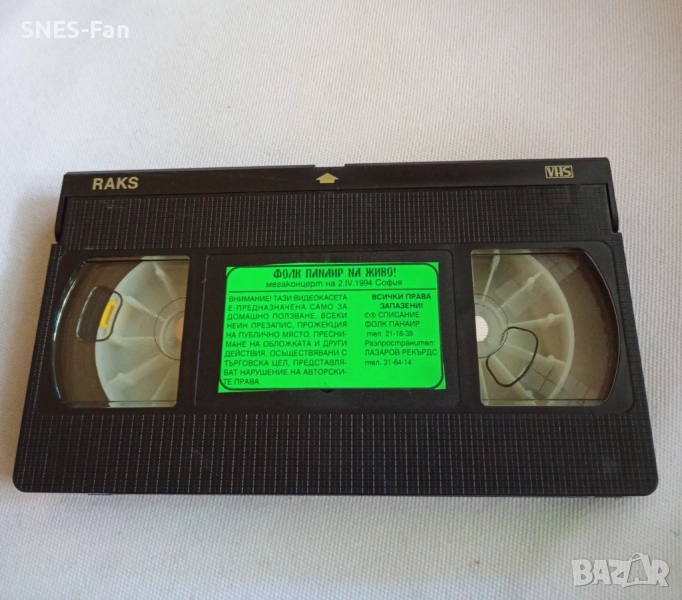 SNES-Fan
RAKS
VHS
ФОЛК ПАНАИР НА ЖИВО!
мегаконцерт на 2.IV.1994 София
ВНИМАНИЕ! ТАЗИ ВИДЕОКАСЕТА
Е ПРЕДНАЗНАЧЕНА САМО ЗА
ДОМАШНО ПОЛЗВАНЕ, ВСЕКИ
НЕИН ПРЕЗАПИС, ПРОЖЕКЦИЯ
НА ПУБЛИЧНО МЯСТО, ПРЕСНИ-
МАНЕ НА ОБЛОЖКАТА И ДРУГИ
ДЕЙСТВИЯ, ОСЪЩЕСТВЯВАНИ С
ТЪРГОВСКА ЦЕЛ, ПРЕДСТАВЛЯ-
ВАТ НАРУШЕНИЕ НА АВТОРСКИ-
ТЕ ПРАВА.
ВСИЧКИ ПРАВА
ЗАПАЗЕНИ!
©℗ СПИСАНИЕ
ФОЛК ПАНАИР
тел. 21-18-39
Разпространител:
ЛАЗАРОВ РЕКЪРДС
тел. 31-64-14
BAZAR